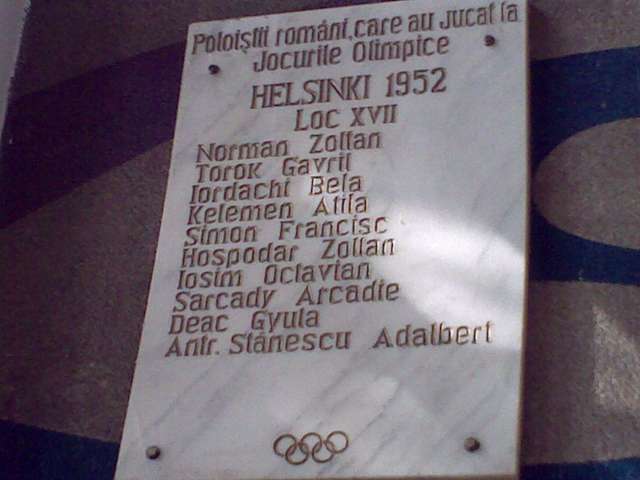 Poloiștii români, care au jucat la
Jocurile Olimpice
HELSINKI 1952
LOC XVII
Norman Zoltan
Torok Gavril
Iordachi Bela
Kelemen Atila
Simon Francisc
Hospodar Zoltan
Iosim Octavian
Sarcady Arcadie
Deac Gyula
Antr. Stănescu Adalbert